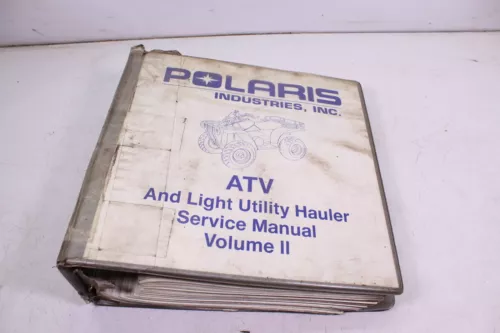 POLARIS
INDUSTRIES, INC.
ATV
And Light Utility Hauler
Service Manual
Volume II